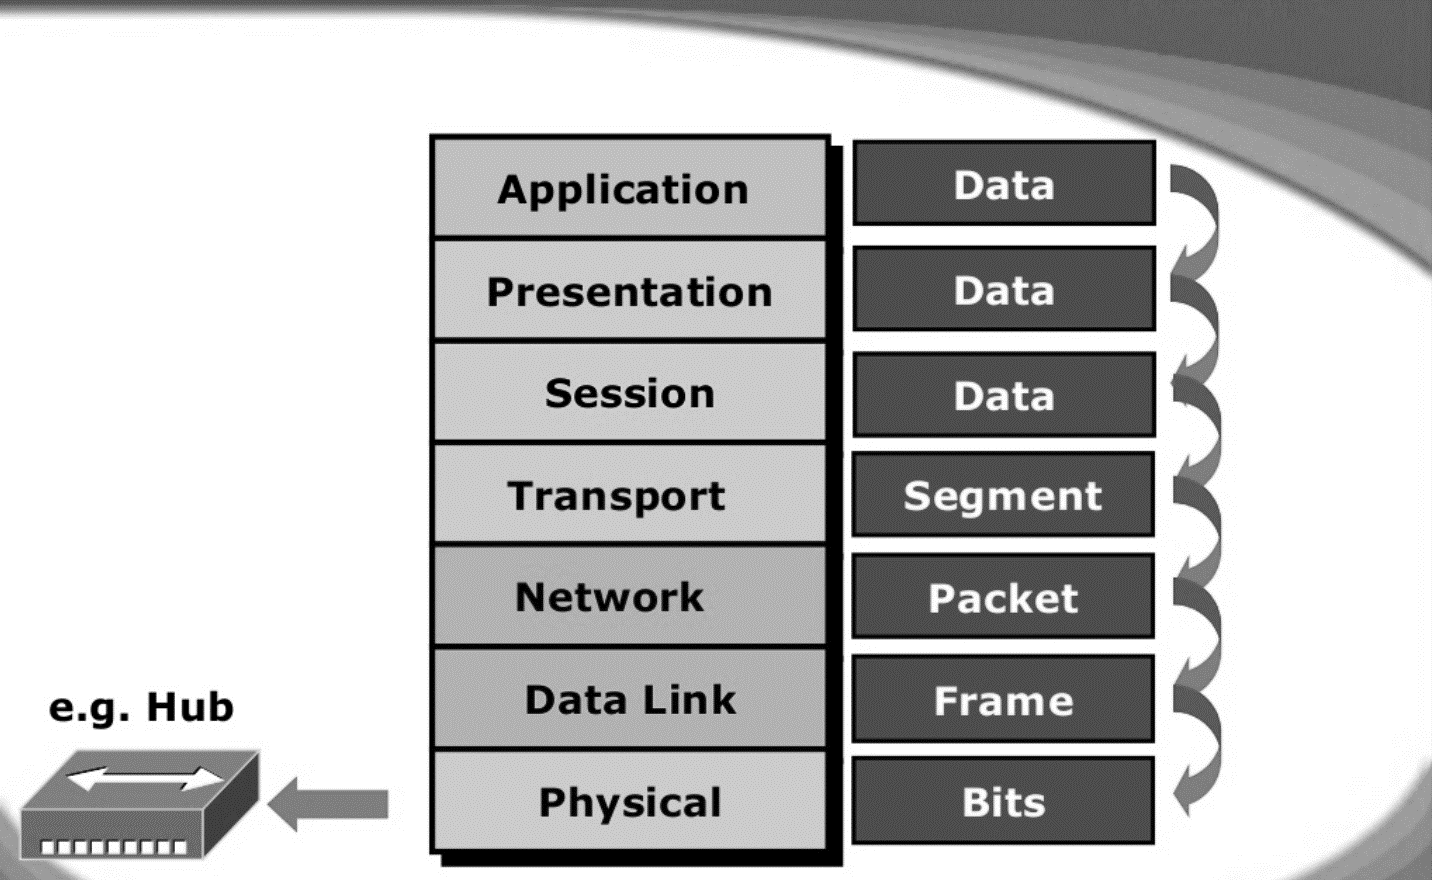 Application Data
Presentation Data
Session Data
Transport Segment
Network Packet
Data Link Frame
e.g. Hub
Physical Bits